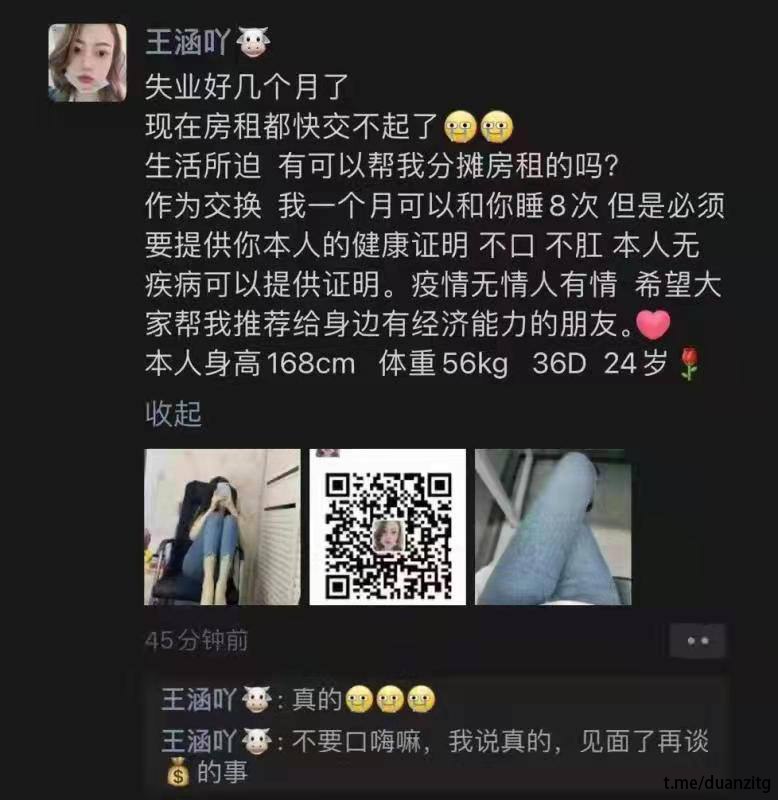 王涵吖🐮
失业好几个月了
现在房租都快交不起了🥹🥹
生活所迫 有可以帮我分摊房租的吗?
作为交换 我一个月可以和你睡8次 但是必须
要提供你本人的健康证明 不口 不肛 本人无
疾病可以提供证明。疫情无情人有情 希望大
家帮我推荐给身边有经济能力的朋友。❤
本人身高168cm 体重56kg 36D 24岁🌹
收起
45分钟前
王涵吖🐮: 真的🥹🥹🥹
王涵吖🐮: 不要口嗨嘛，我说真的，见面了再谈
💰的事
t.me/duanzitg